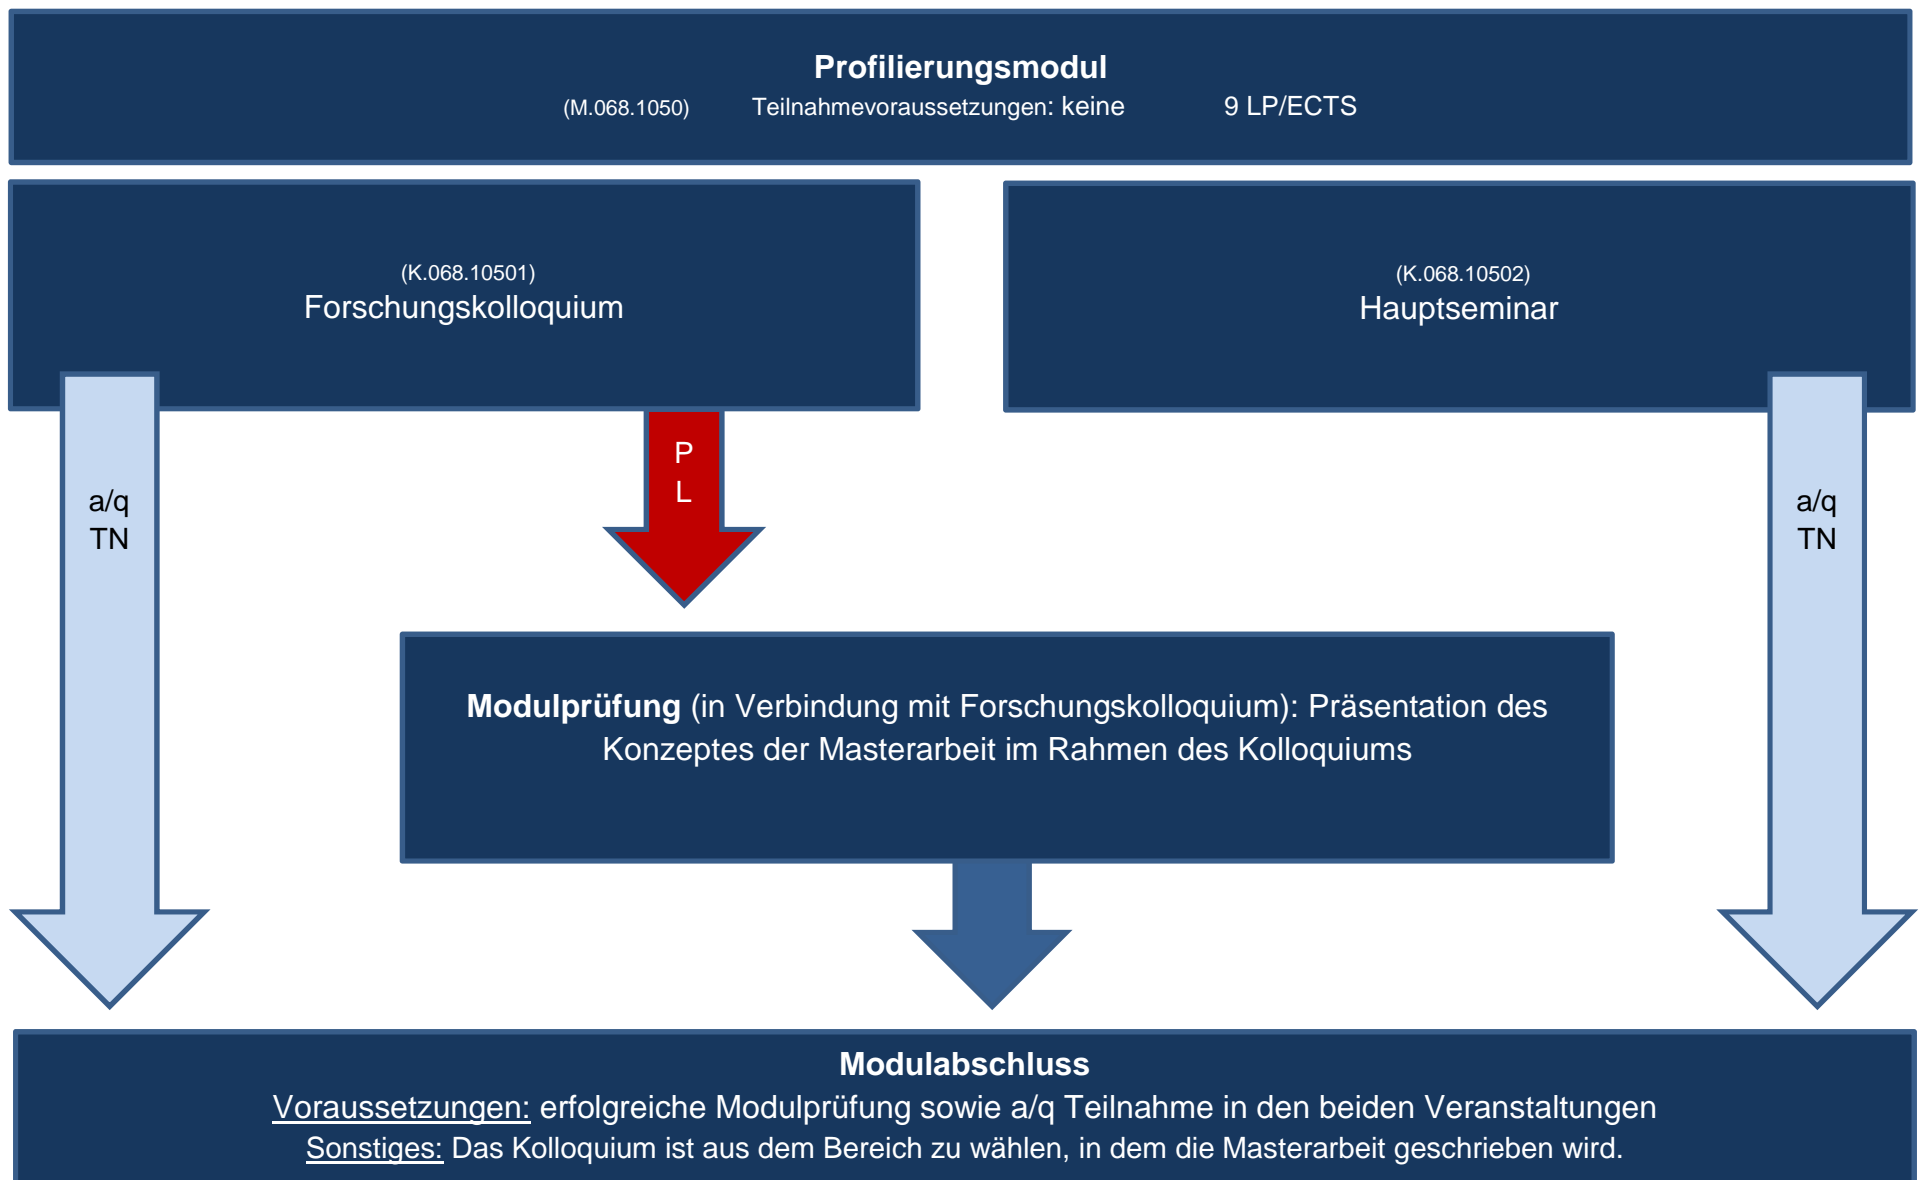 Profilierungsmodul
(M.068.1050) Teilnahmevoraussetzungen: keine 9 LP/ECTS
(K.068.10501)
Forschungskolloquium
(K.068.10502)
Hauptseminar
a/q
TN
P
L
a/q
TN
Modulprüfung (in Verbindung mit Forschungskolloquium): Präsentation des
Konzeptes der Masterarbeit im Rahmen des Kolloquiums
Modulabschluss
Voraussetzungen: erfolgreiche Modulprüfung sowie a/q Teilnahme in den beiden Veranstaltungen
Sonstiges: Das Kolloquium ist aus dem Bereich zu wählen, in dem die Masterarbeit geschrieben wird.